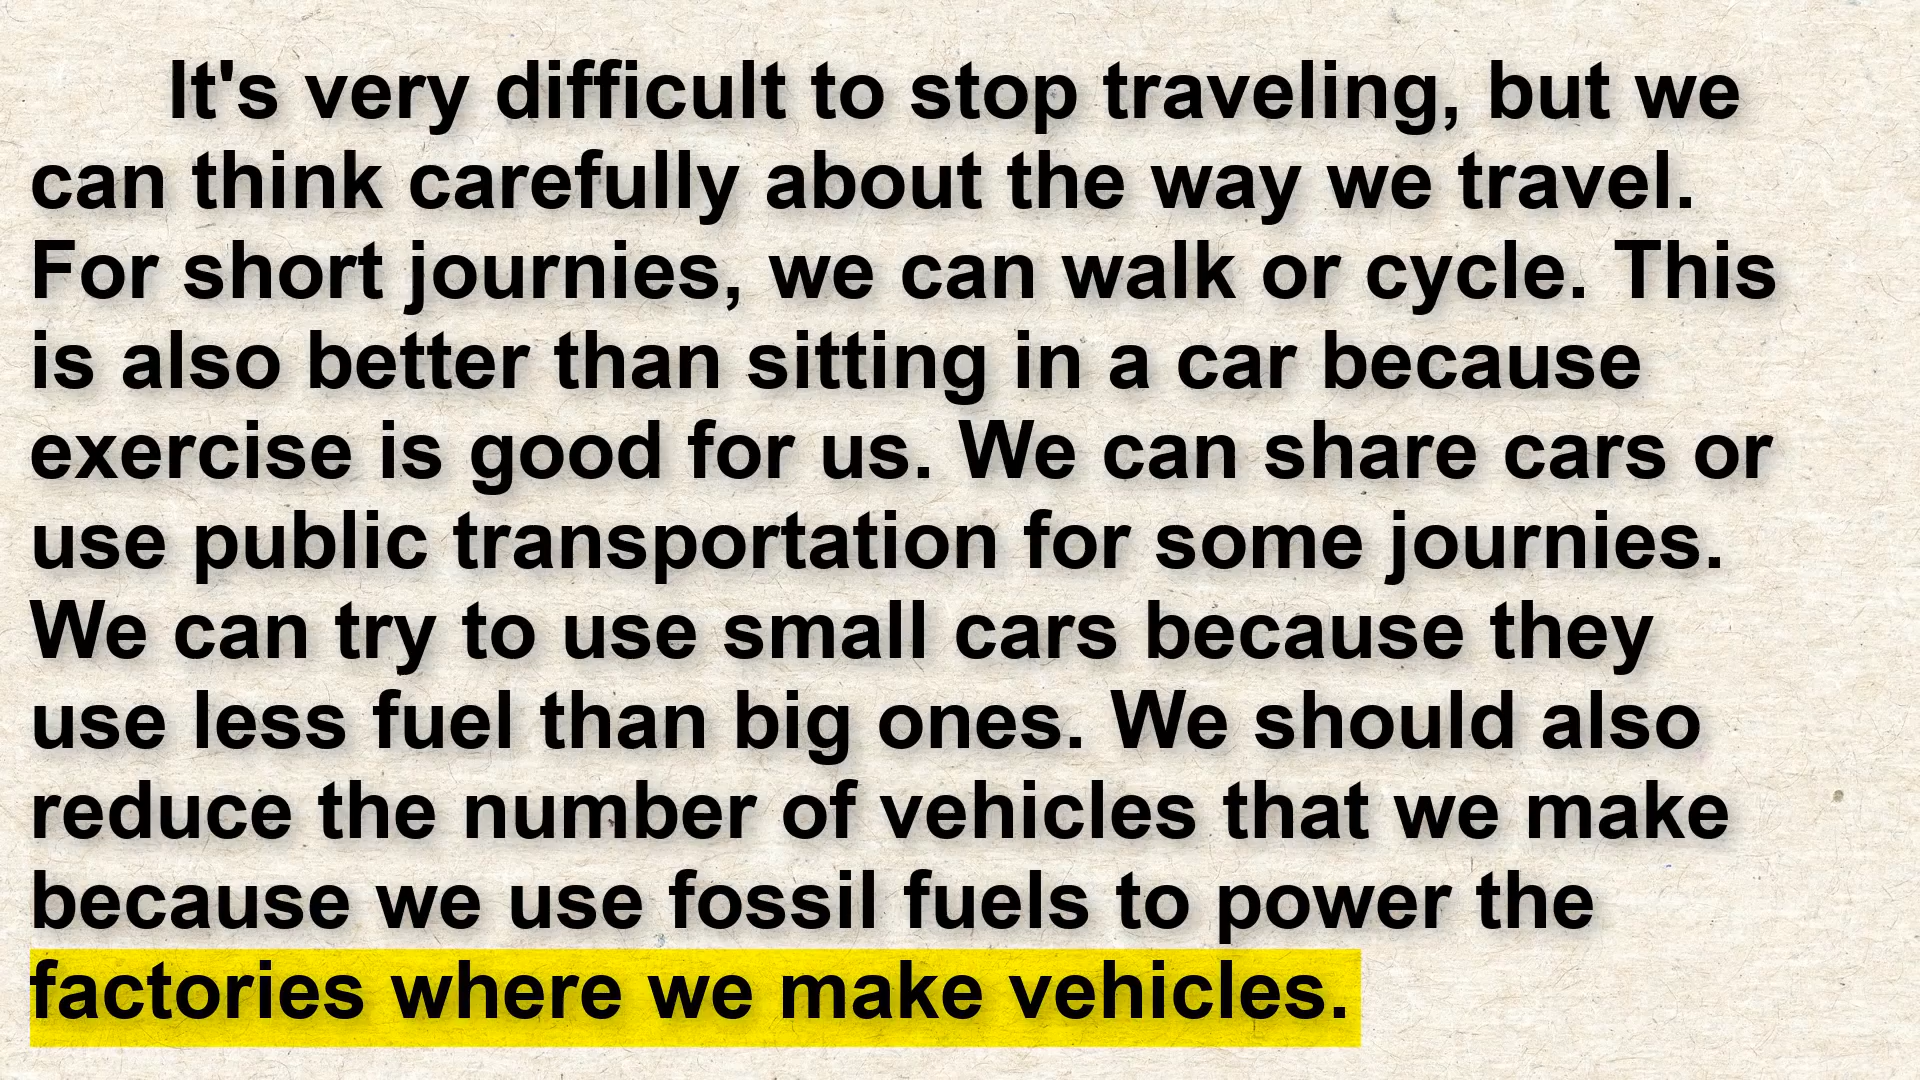 It's very difficult to stop traveling, but we
can think carefully about the way we travel.
For short journies, we can walk or cycle. This
is also better than sitting in a car because
exercise is good for us. We can share cars or
use public transportation for some journies.
We can try to use small cars because they
use less fuel than big ones. We should also
reduce the number of vehicles that we make
because we use fossil fuels to power the
factories where we make vehicles.